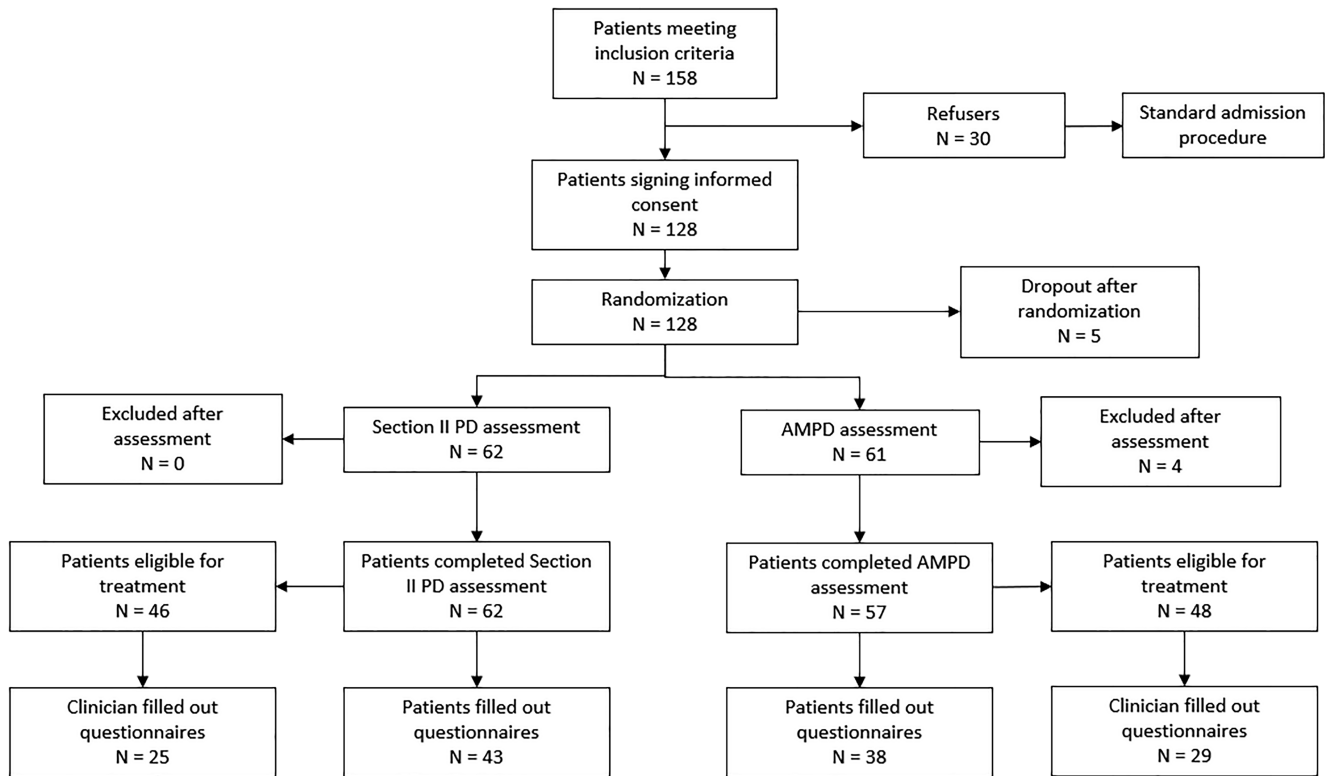 Patients meeting
inclusion criteria
N = 158
Refusers
N = 30
Standard admission
procedure
Patients signing informed
consent
N = 128
Randomization
N = 128
Dropout after
randomization
N = 5
Excluded after
assessment
N = 0
Section II PD assessment
N = 62
AMPD assessment
N = 61
Excluded after
assessment
N = 4
Patients eligible for
treatment
N = 46
Patients completed Section
II PD assessment
N = 62
Patients completed AMPD
assessment
N = 57
Patients eligible for
treatment
N = 48
Clinician filled out
questionnaires
N = 25
Patients filled out
questionnaires
N = 43
Patients filled out
questionnaires
N = 38
Clinician filled out
questionnaires
N = 29